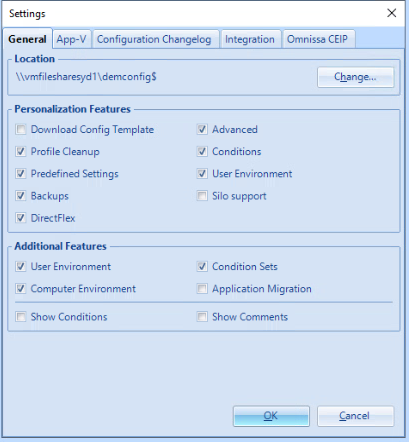 Settings
General App-V Configuration Changelog Integration Omnissa CEIP
Location
\\vmfilesharesyd1\demconfig$ Change...
Personalization Features
Download Config Template Advanced
Profile Cleanup Conditions
Predefined Settings User Environment
Backups Silo support
DirectFlex
Additional Features
User Environment Condition Sets
Computer Environment Application Migration
Show Conditions Show Comments
OK Cancel